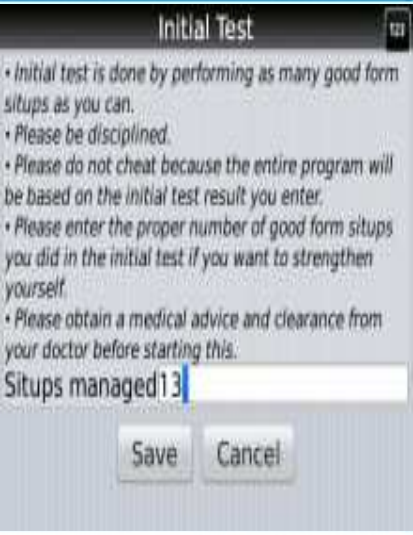 Initial Test
123
• Initial test is done by performing as many good form
situps as you can.
• Please be disciplined.
• Please do not cheat because the entire program will
be based on the initial test result you enter.
• Please enter the proper number of good form situps
you did in the initial test if you want to strengthen
yourself.
• Please obtain a medical advice and clearance from
your doctor before starting this.
Situps managed13
Save Cancel